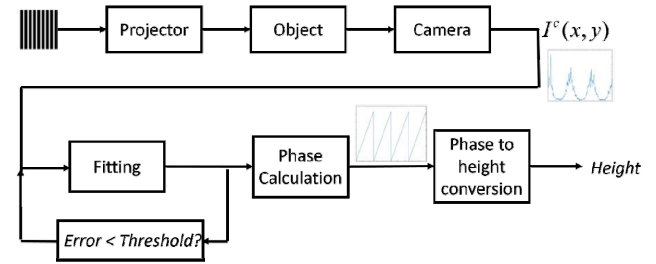 Projector
Object
Camera
I^c(x, y)
Fitting
Phase
Calculation
Phase to
height
conversion
Height
Error < Threshold?